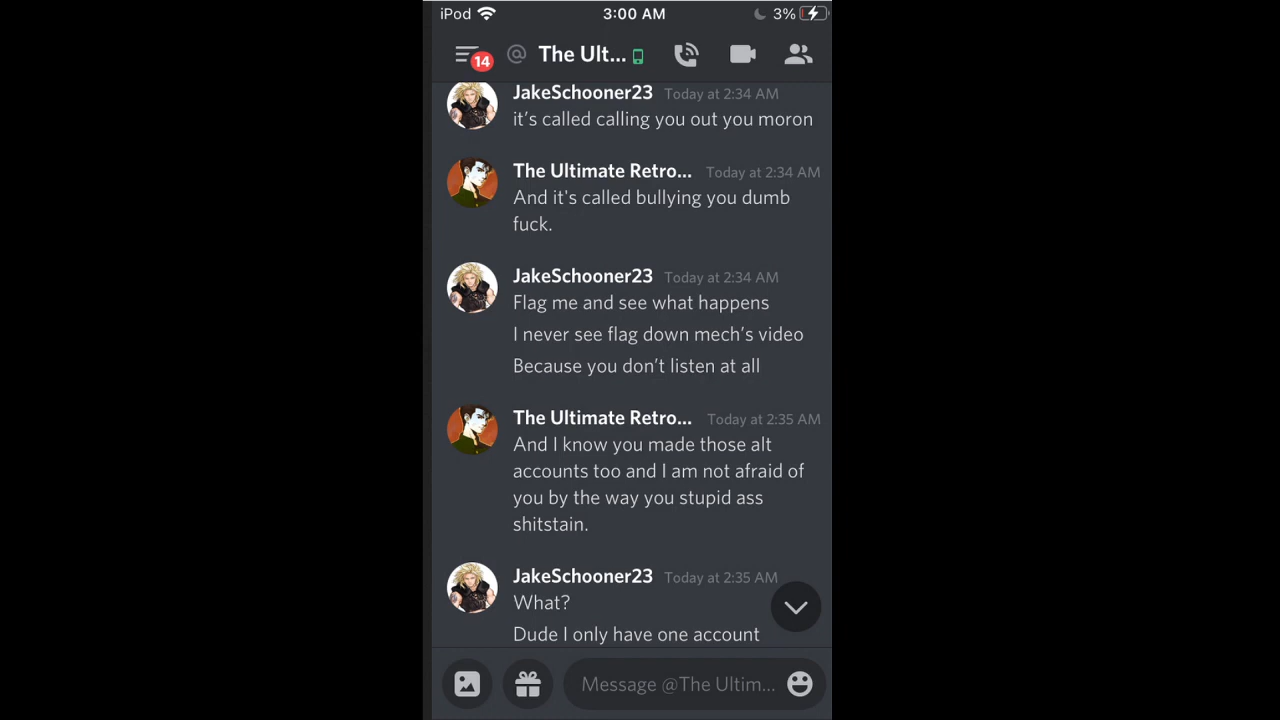 iPod 3:00 AM 3%
14 @ The Ult...
JakeSchooner23 Today at 2:34 AM
it’s called calling you out you moron
The Ultimate Retro... Today at 2:34 AM
And it's called bullying you dumb
fuck.
JakeSchooner23 Today at 2:34 AM
Flag me and see what happens
I never see flag down mech’s video
Because you don’t listen at all
The Ultimate Retro... Today at 2:35 AM
And I know you made those alt
accounts too and I am not afraid of
you by the way you stupid ass
shitstain.
JakeSchooner23 Today at 2:35 AM
What?
Dude I only have one account
Message @The Ultim...